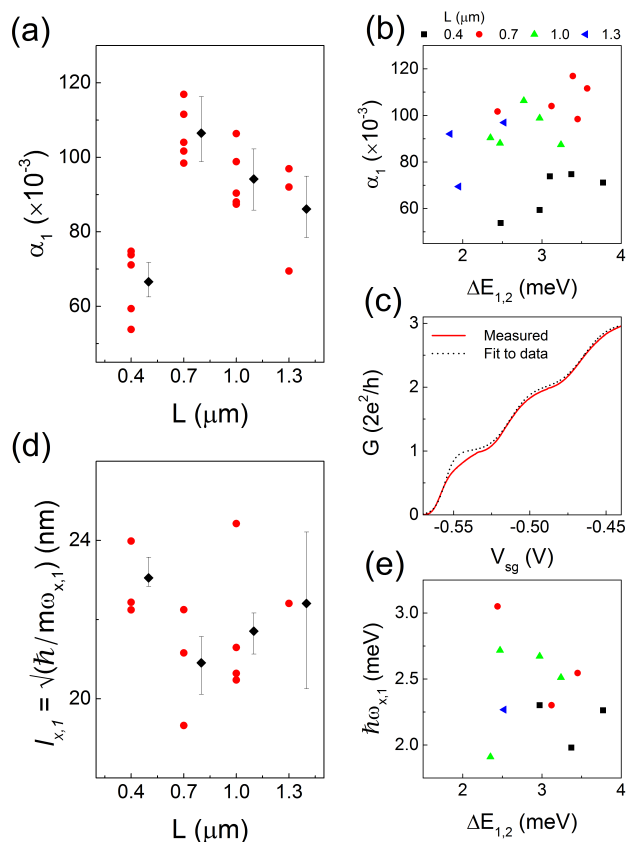 (a)
120
100
80
60
α₁ (×10⁻³)
0.4 0.7 1.0 1.3
L (μm)
(b)
L (μm)
0.4 0.7 1.0 1.3
120
100
80
60
α₁ (×10⁻³)
2 3 4
ΔE₁,₂ (meV)
(c)
3
2
1
0
G (2e²/h)
Measured
Fit to data
-0.55 -0.50 -0.45
V_sg (V)
(d)
24
20
l_x,1 = √(ħ/mω_x,1) (nm)
0.4 0.7 1.0 1.3
L (μm)
(e)
3.0
2.5
2.0
ħω_x,1 (meV)
2 3 4
ΔE₁,₂ (meV)